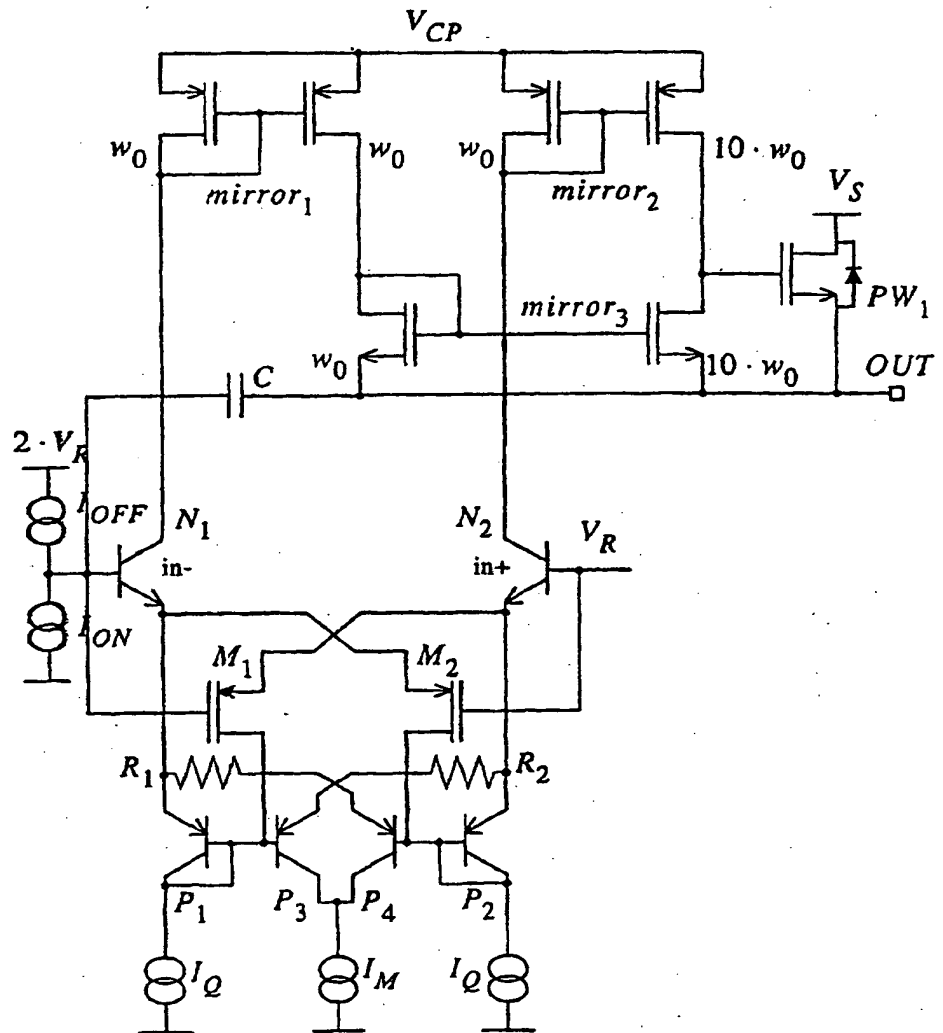 V_CP
w_0
w_0
w_0
10 · w_0
mirror_1
mirror_2
V_S
mirror_3
PW_1
w_0
10 · w_0
OUT
C
2 · V_R
I_OFF
N_1
N_2
V_R
in-
in+
I_ON
M_1
M_2
R_1
R_2
P_1
P_3
P_4
P_2
I_Q
I_M
I_Q